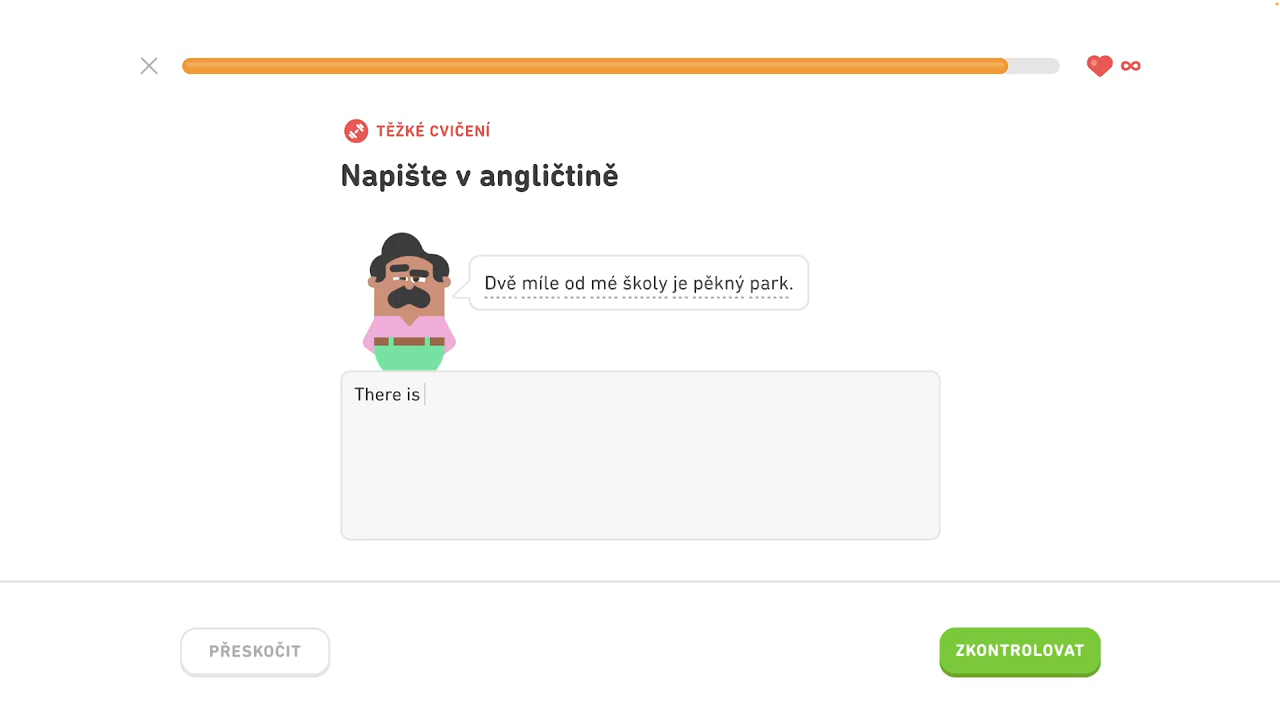 ∞
TĚŽKÉ CVIČENÍ
Napište v angličtině
Dvě míle od mé školy je pěkný park.
There is
PŘESKOČIT
ZKONTROLOVAT